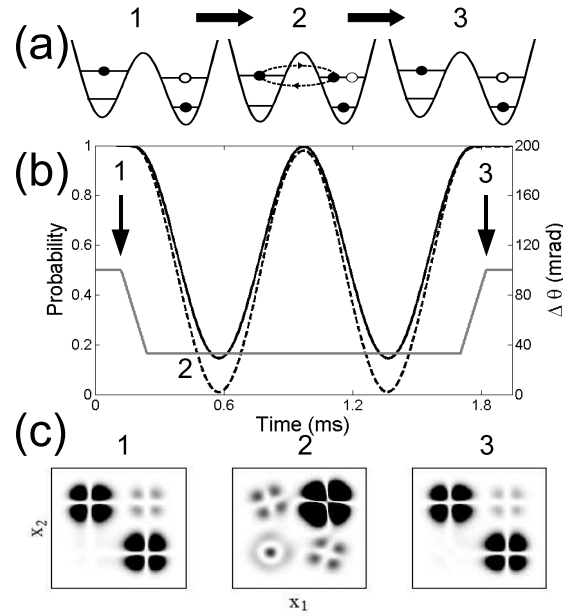 1 2 3
(a)
(b)
1 200
0.8 160
0.6 120
0.4 80
0.2 40
0 0
Probability
Δ θ (mrad)
1 3
2
0 0.6 1.2 1.8
Time (ms)
(c)
1 2 3
x₂
x₁